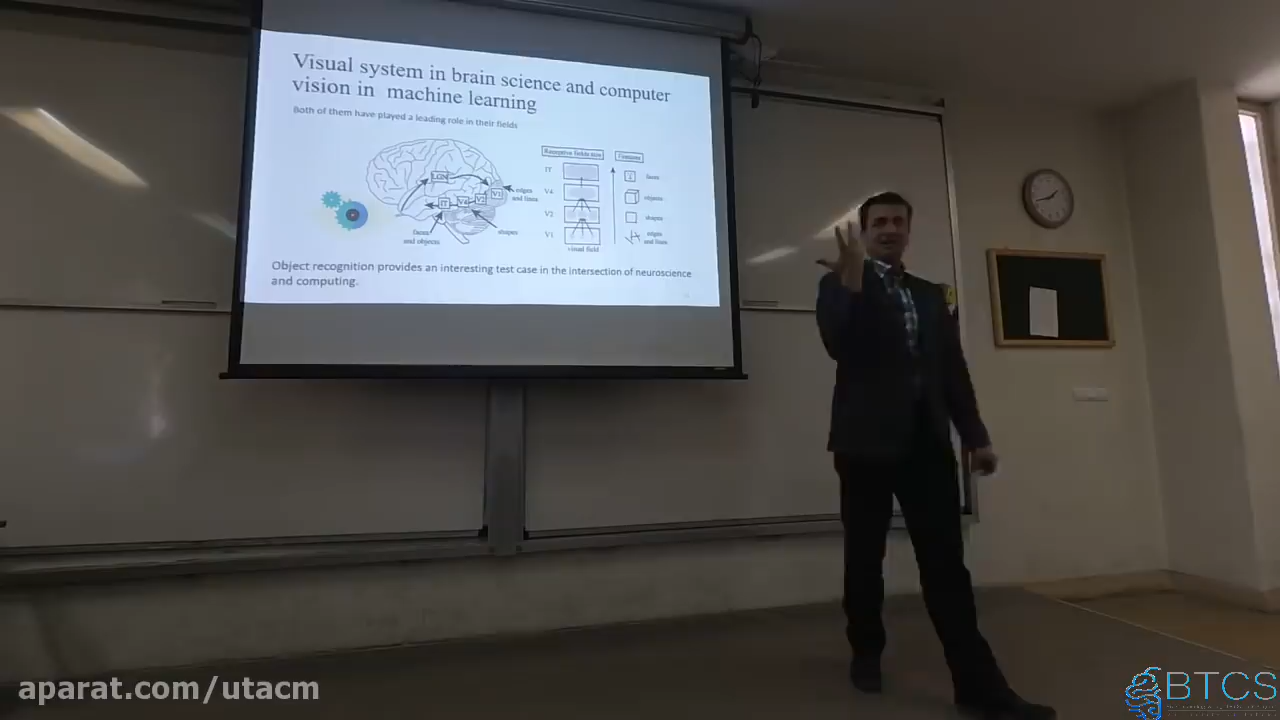 Visual system in brain science and computer
vision in machine learning
Both of them have played a leading role in their fields
LGN
IT
V4
V2
V1
edges
and lines
faces
and objects
shapes
Receptive fields size
Features
IT
V4
V2
V1
visual field
faces
objects
shapes
edges
and lines
Object recognition provides an interesting test case in the intersection of neuroscience
and computing.
aparat.com/utacm
BTCS